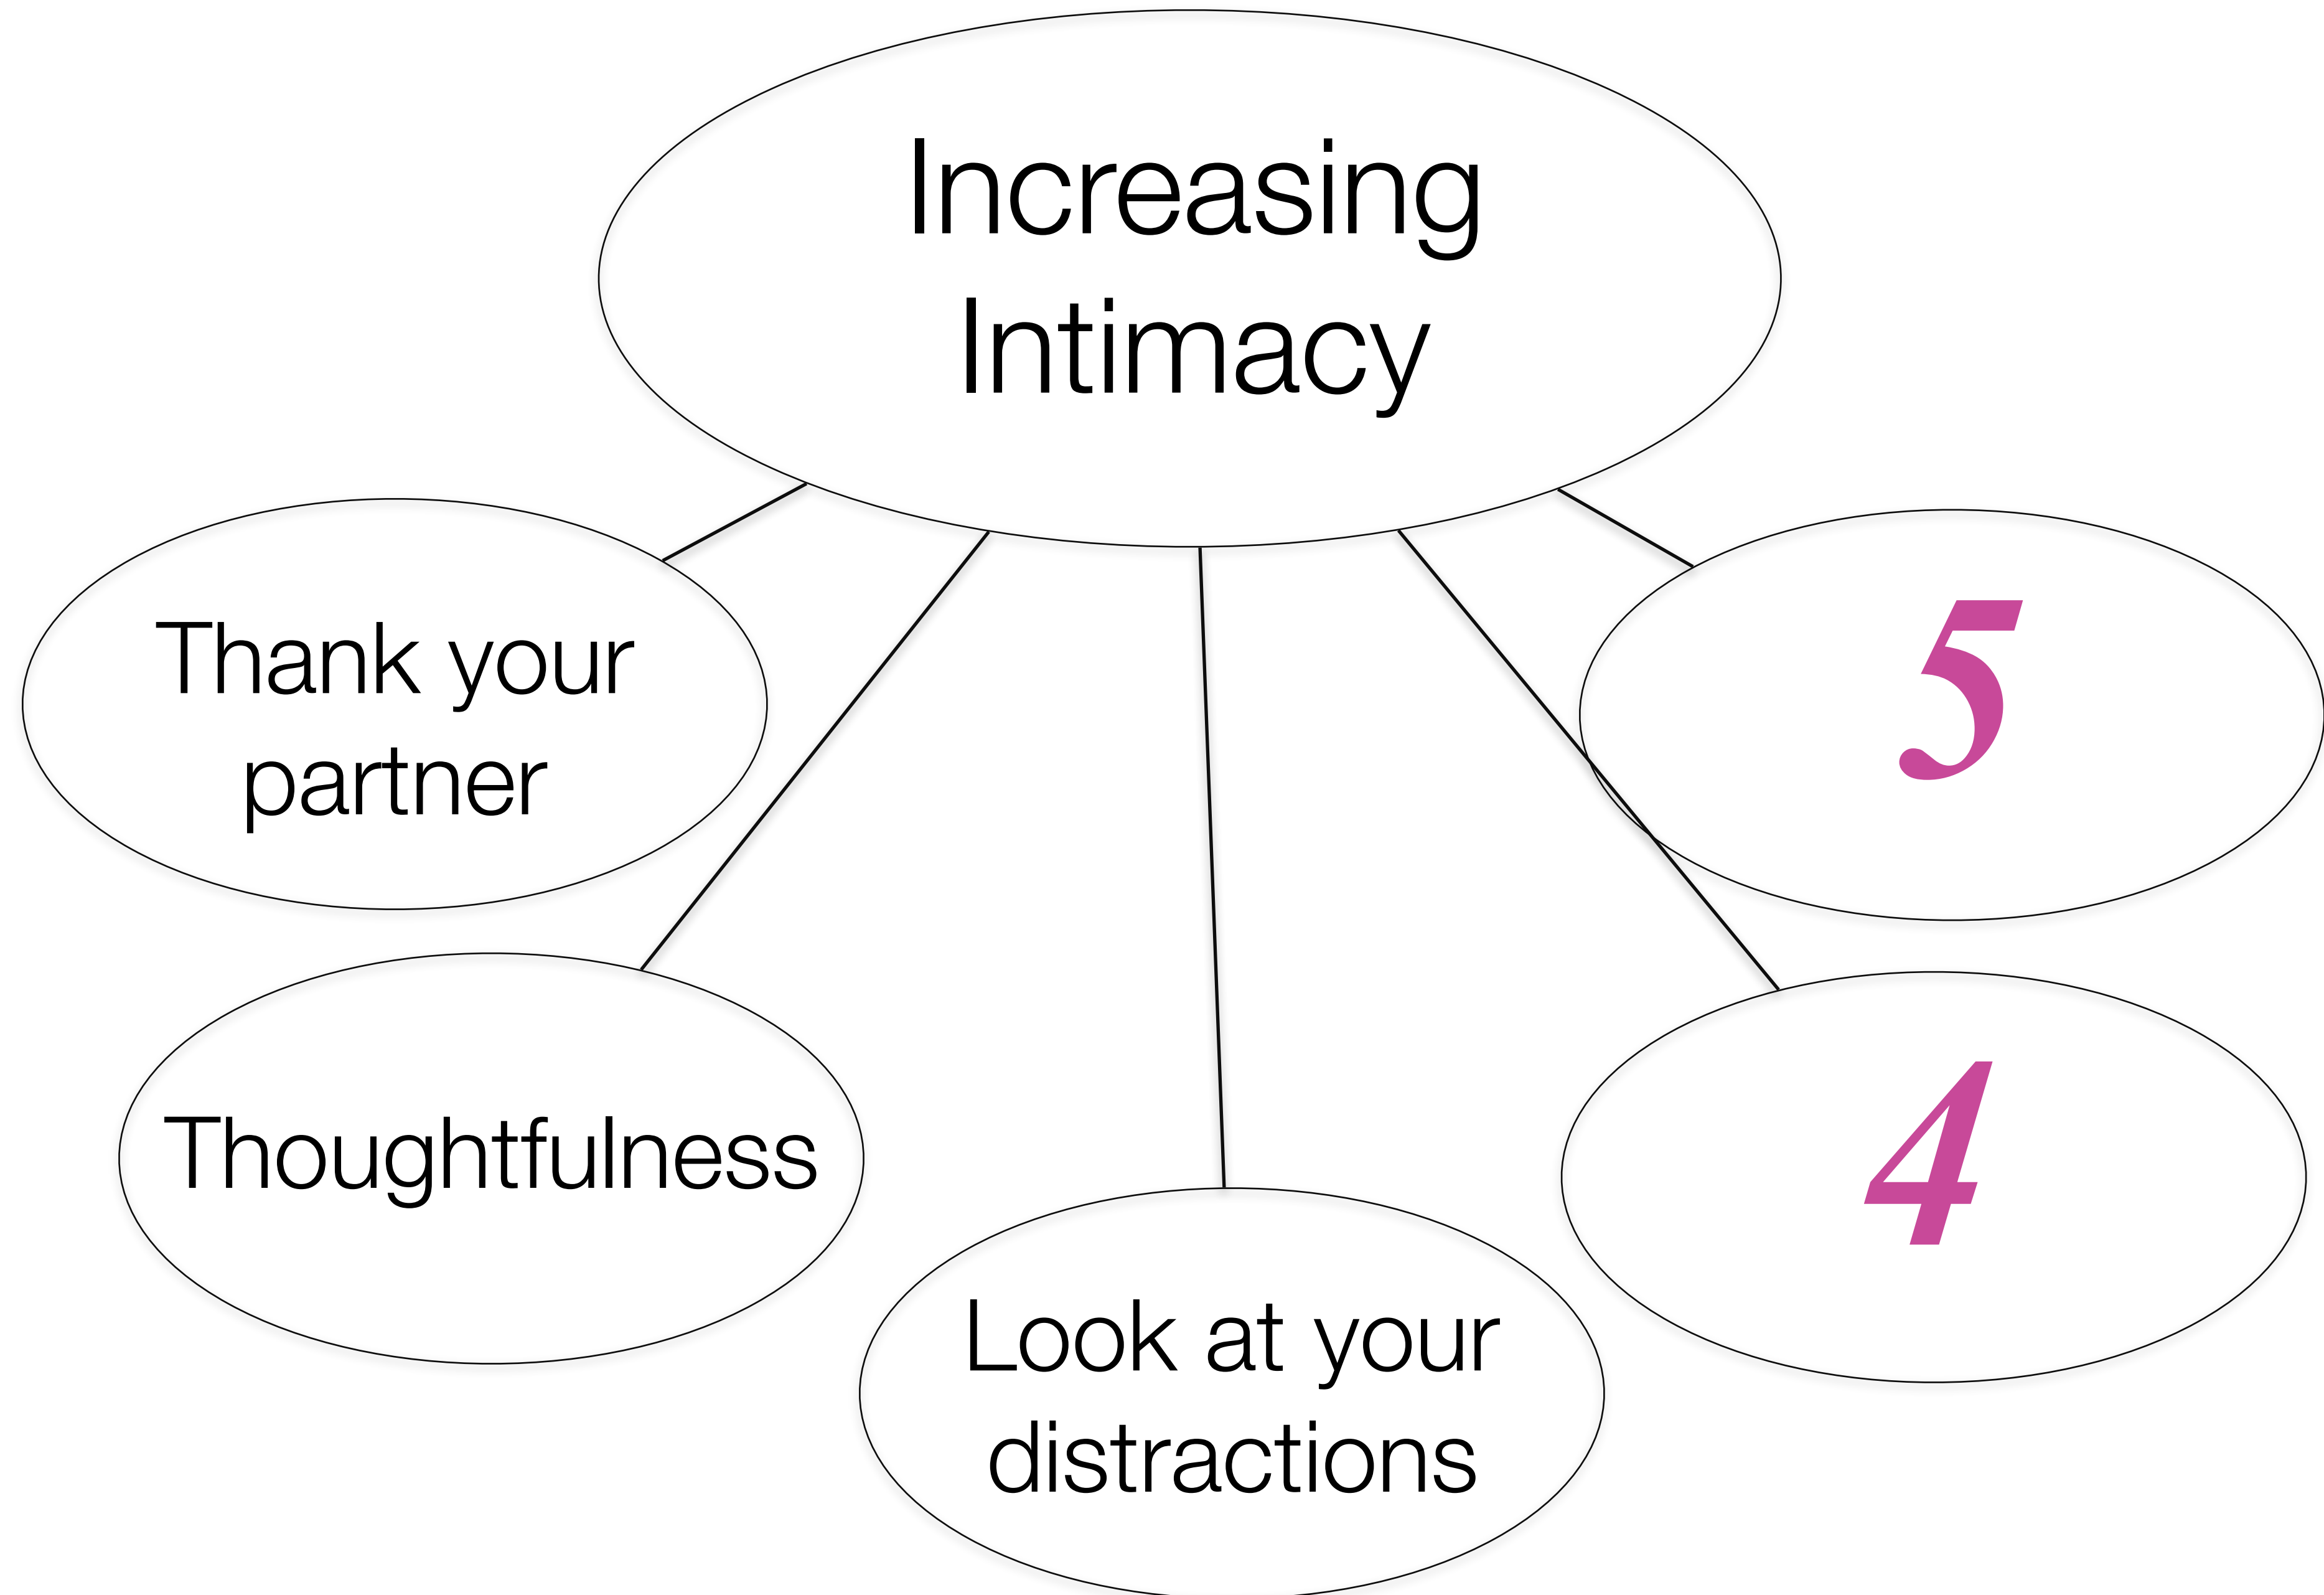 Increasing
Intimacy
Thank your
partner
5
Thoughtfulness
4
Look at your
distractions